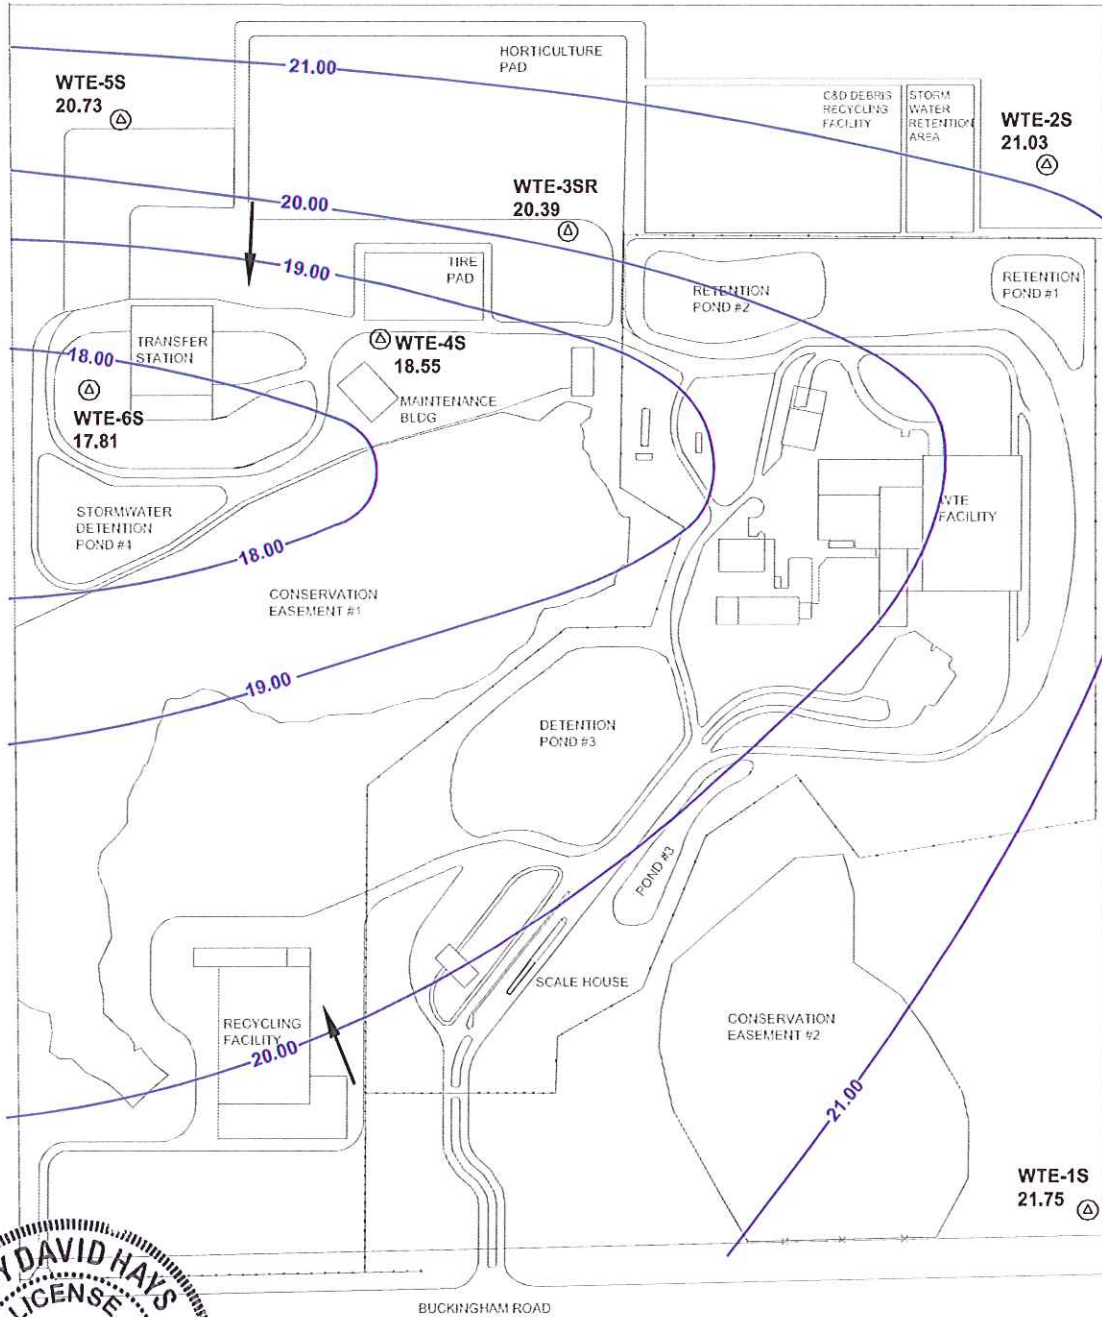 HORTICULTURE
PAD
21.00
WTE-5S
20.73
C&D DEBRIS
RECYCLING
FACILITY
STORM
WATER
RETENTION
AREA
WTE-2S
21.03
WTE-3SR
20.39
20.00
19.00
TIRE
PAD
RETENTION
POND #2
RETENTION
POND #1
TRANSFER
STATION
18.00
WTE-4S
18.55
WTE-6S
17.81
MAINTENANCE
BLDG
STORMWATER
DETENTION
POND #4
WTE
FACILITY
18.00
CONSERVATION
EASEMENT #1
19.00
DETENTION
POND #3
POND #3
SCALE HOUSE
RECYCLING
FACILITY
20.00
CONSERVATION
EASEMENT #2
21.00
WTE-1S
21.75
Y DAVID HAYS
LICENSE
BUCKINGHAM ROAD